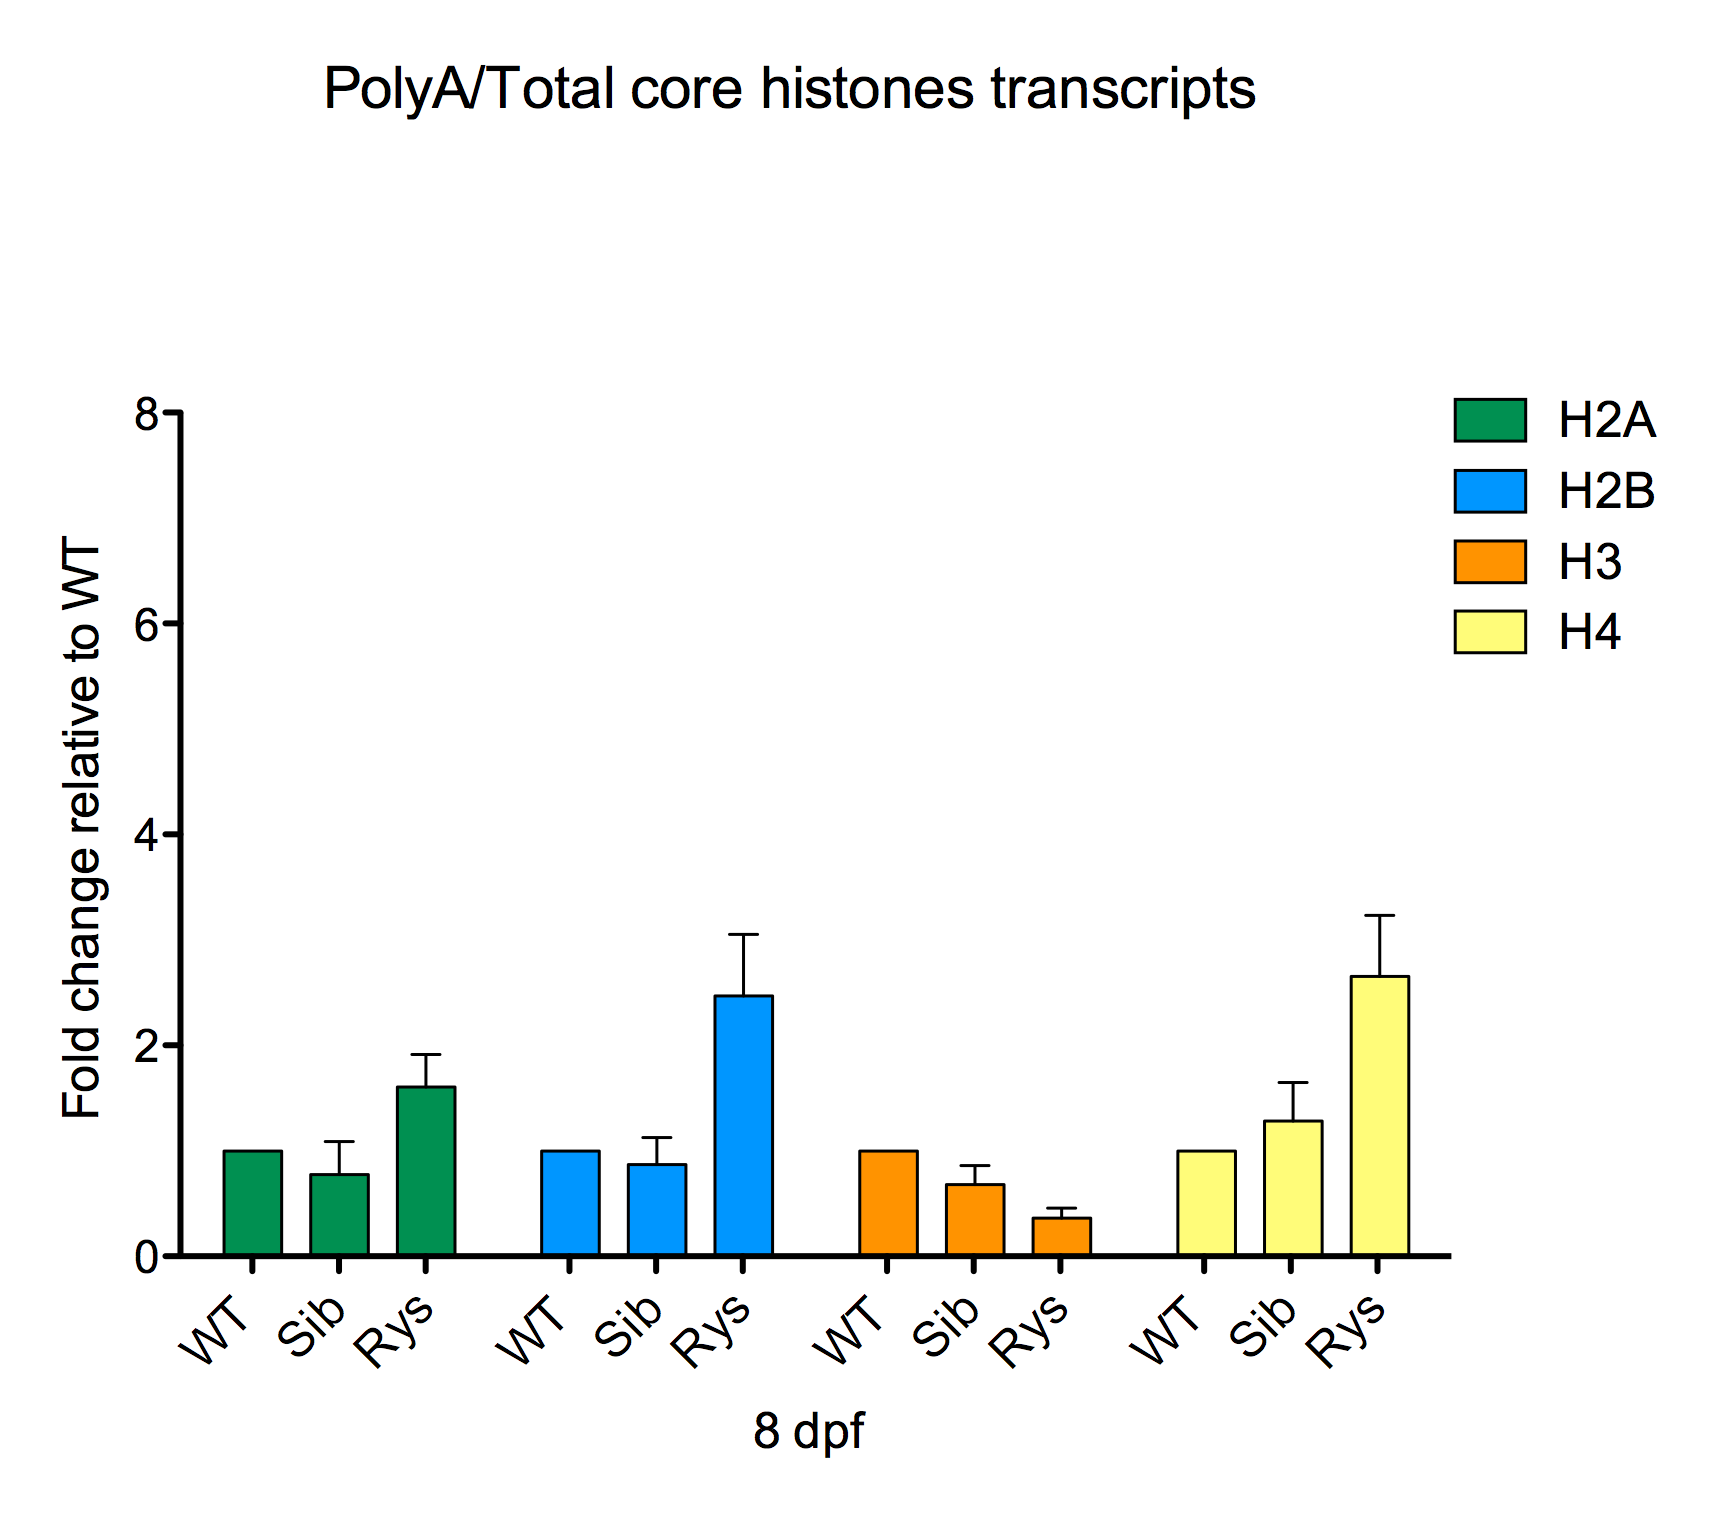 PolyA/Total core histones transcripts
Fold change relative to WT
8
6
4
2
0
H2A
H2B
H3
H4
WT Sib Rys WT Sib Rys WT Sib Rys WT Sib Rys
8 dpf